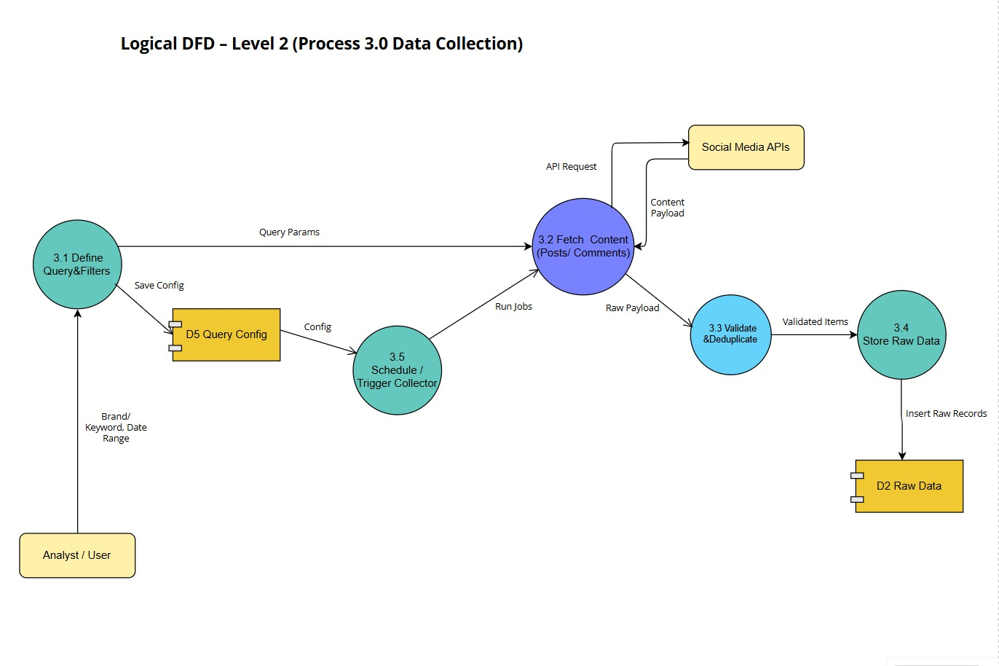 Logical DFD – Level 2 (Process 3.0 Data Collection)
Social Media APIs
API Request
Content
Payload
Query Params
3.2 Fetch  Content
(Posts/ Comments)
3.1 Define
Query&Filters
Save Config
D5 Query Config
Config
3.5
Schedule /
Trigger Collector
Run Jobs
Raw Payload
3.3 Validate
&Deduplicate
Validated Items
3.4
Store Raw Data
Insert Raw Records
D2 Raw Data
Brand/
Keyword, Date
Range
Analyst / User